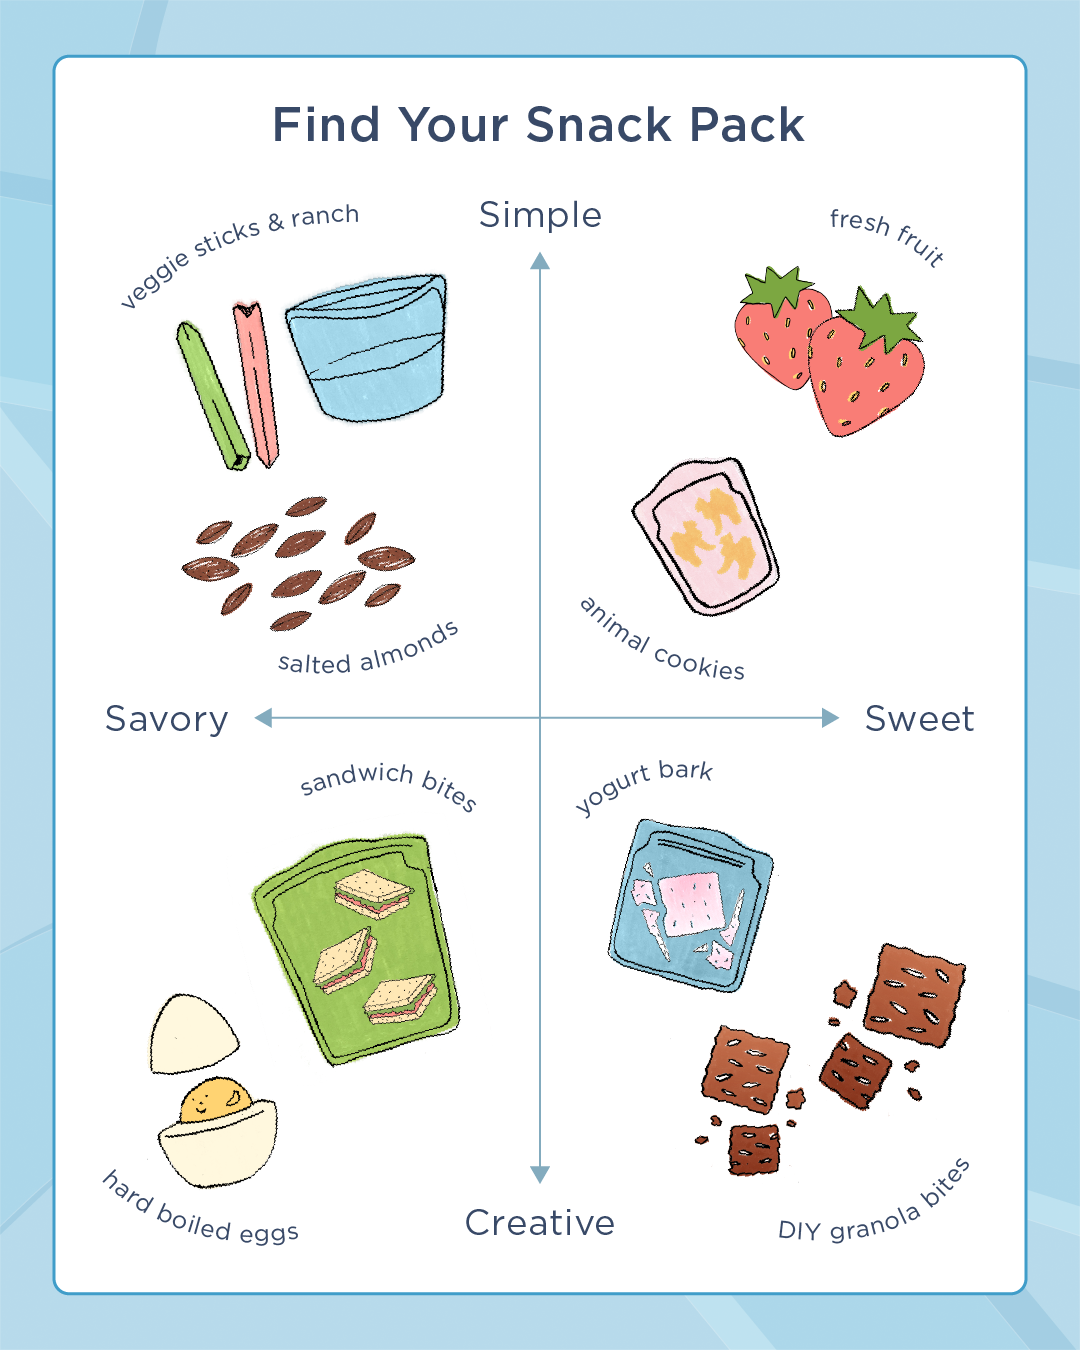 Find Your Snack Pack
Simple
veggie sticks & ranch
fresh fruit
salted almonds
animal cookies
Savory
Sweet
sandwich bites
yogurt bark
hard boiled eggs
DIY granola bites
Creative